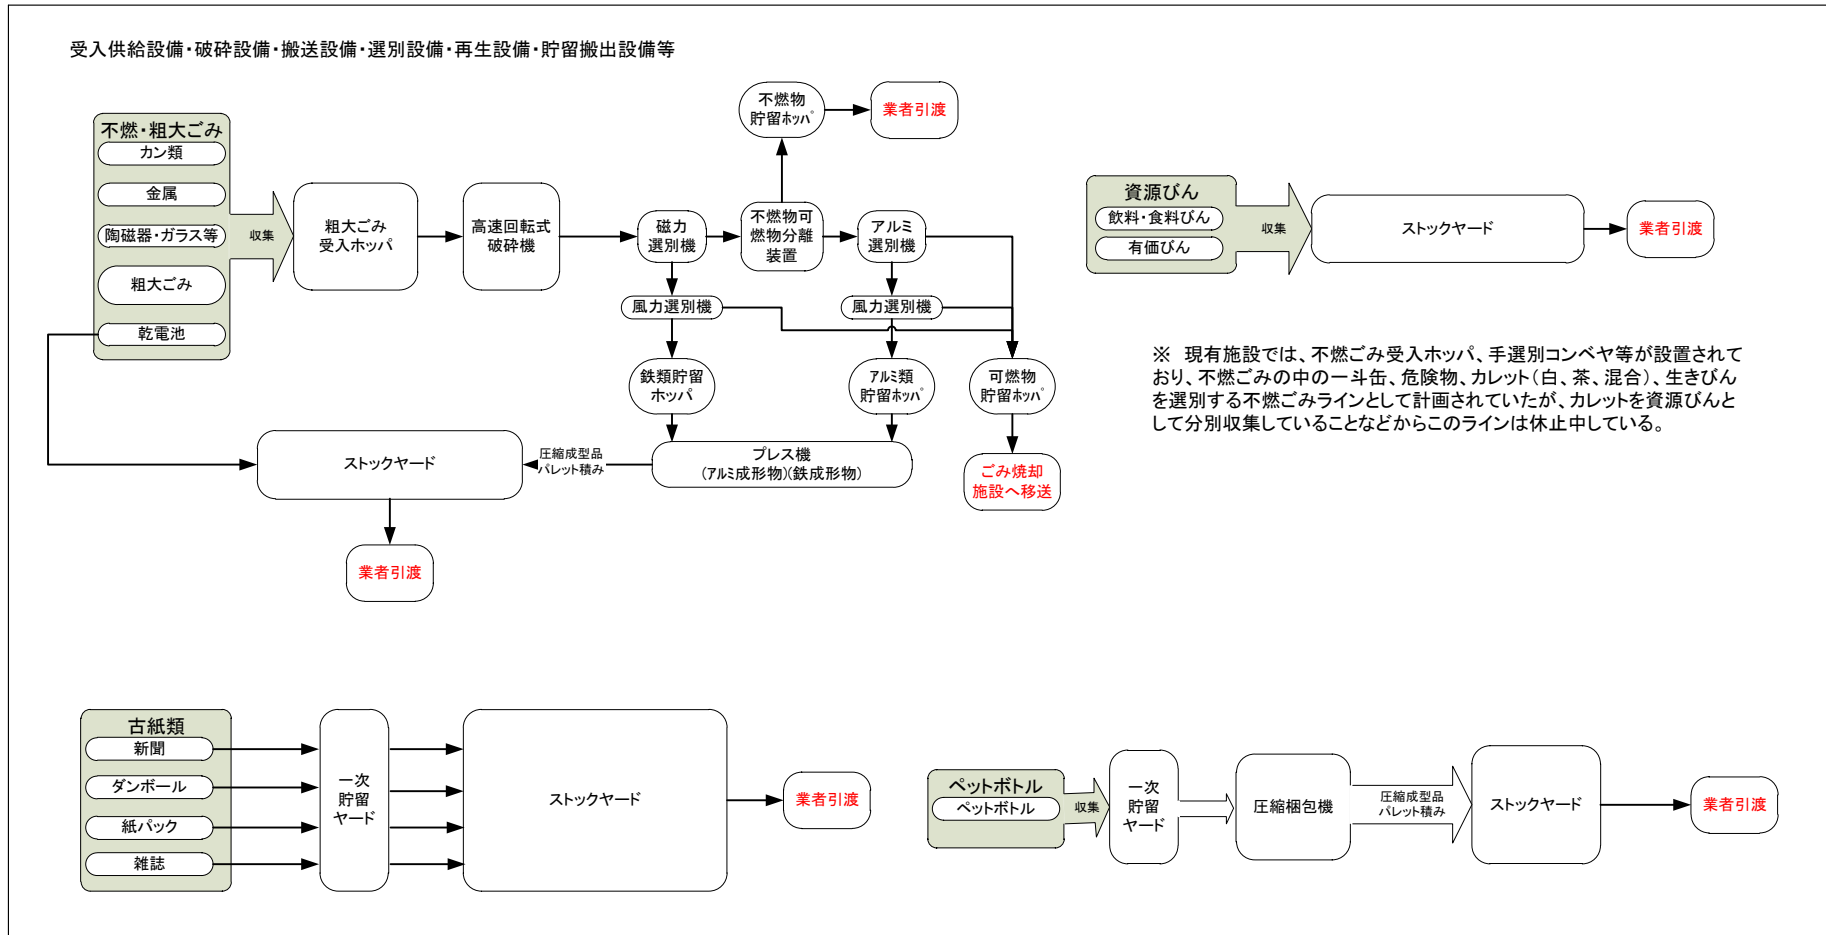 受入供給設備・破砕設備・搬送設備・選別設備・再生設備・貯留搬出設備等
不燃・粗大ごみ
カン類
金属
陶磁器・ガラス等
粗大ごみ
乾電池
収集
粗大ごみ
受入ホッパ
高速回転式
破砕機
磁力
選別機
不燃物可
燃物分離
装置
アルミ
選別機
不燃物
貯留ﾎｯﾊﾟ
業者引渡
風力選別機
風力選別機
鉄類貯留
ホッパ
アルミ類
貯留ﾎｯﾊﾟ
可燃物
貯留ﾎｯﾊﾟ
プレス機
(アルミ成形物)(鉄成形物)
圧縮成型品
パレット積み
ストックヤード
業者引渡
ごみ焼却
施設へ移送
資源びん
飲料・食料びん
有価びん
収集
ストックヤード
業者引渡
※ 現有施設では、不燃ごみ受入ホッパ、手選別コンベヤ等が設置されて
おり、不燃ごみの中の一斗缶、危険物、カレット(白、茶、混合)、生きびん
を選別する不燃ごみラインとして計画されていたが、カレットを資源びんと
して分別収集していることなどからこのラインは休止中している。
古紙類
新聞
ダンボール
紙パック
雑誌
一次
貯留
ヤード
ストックヤード
業者引渡
ペットボトル
ペットボトル
収集
一次
貯留
ヤード
圧縮梱包機
圧縮成型品
パレット積み
ストックヤード
業者引渡